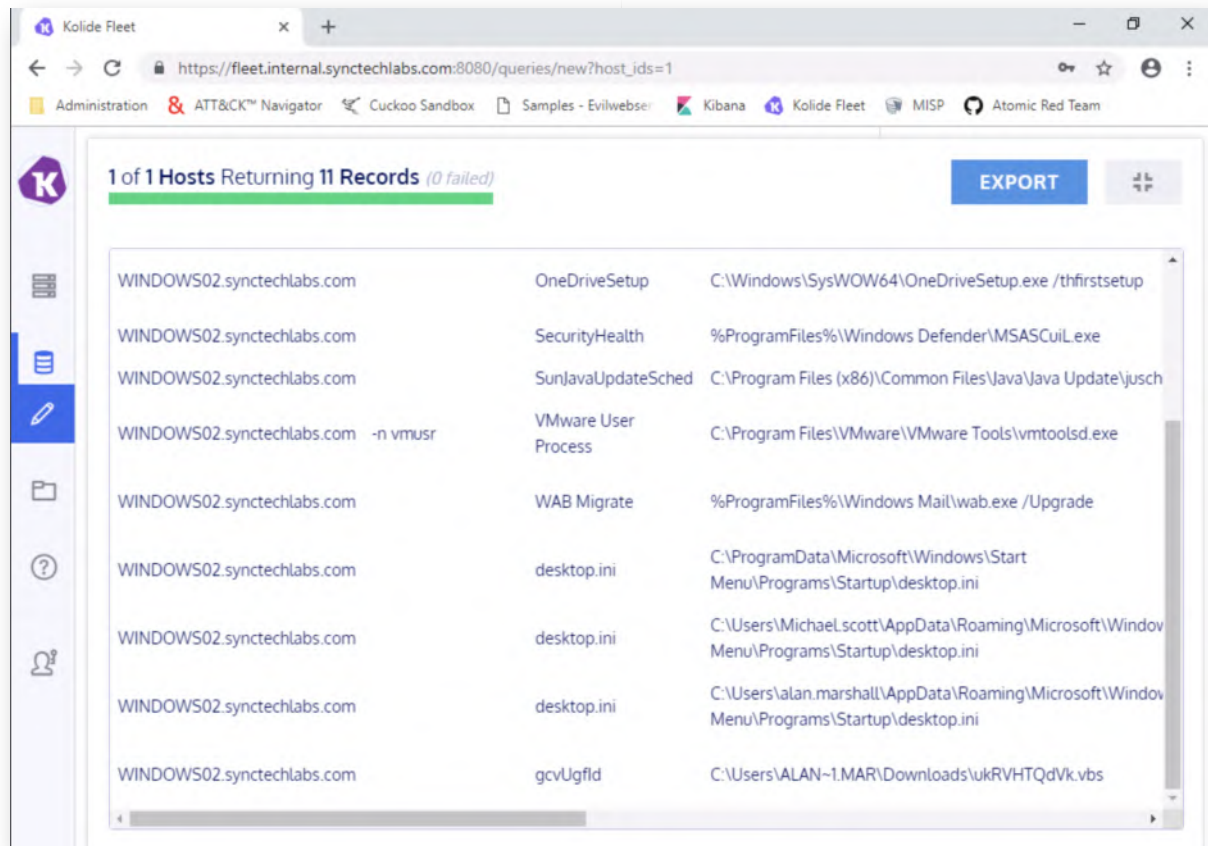 Kolide Fleet
https://fleet.internal.synctechlabs.com:8080/queries/new?host_ids=1
Administration ATT&CK™ Navigator Cuckoo Sandbox Samples - Evilwebser Kibana Kolide Fleet MISP Atomic Red Team
1 of 1 Hosts Returning 11 Records (0 failed)
EXPORT
WINDOWS02.synctechlabs.com OneDriveSetup C:\Windows\SysWOW64\OneDriveSetup.exe /thfirstsetup
WINDOWS02.synctechlabs.com SecurityHealth %ProgramFiles%\Windows Defender\MSASCuiL.exe
WINDOWS02.synctechlabs.com SunJavaUpdateSched C:\Program Files (x86)\Common Files\Java\Java Update\jusch
WINDOWS02.synctechlabs.com -n vmusr VMware User
Process C:\Program Files\VMware\VMware Tools\vmtoolsd.exe
WINDOWS02.synctechlabs.com WAB Migrate %ProgramFiles%\Windows Mail\wab.exe /Upgrade
WINDOWS02.synctechlabs.com desktop.ini C:\ProgramData\Microsoft\Windows\Start
Menu\Programs\Startup\desktop.ini
WINDOWS02.synctechlabs.com desktop.ini C:\Users\Michael.scott\AppData\Roaming\Microsoft\Window
Menu\Programs\Startup\desktop.ini
WINDOWS02.synctechlabs.com desktop.ini C:\Users\alan.marshall\AppData\Roaming\Microsoft\Window
Menu\Programs\Startup\desktop.ini
WINDOWS02.synctechlabs.com gcvUgfld C:\Users\ALAN~1.MAR\Downloads\ukRVHTQdVk.vbs